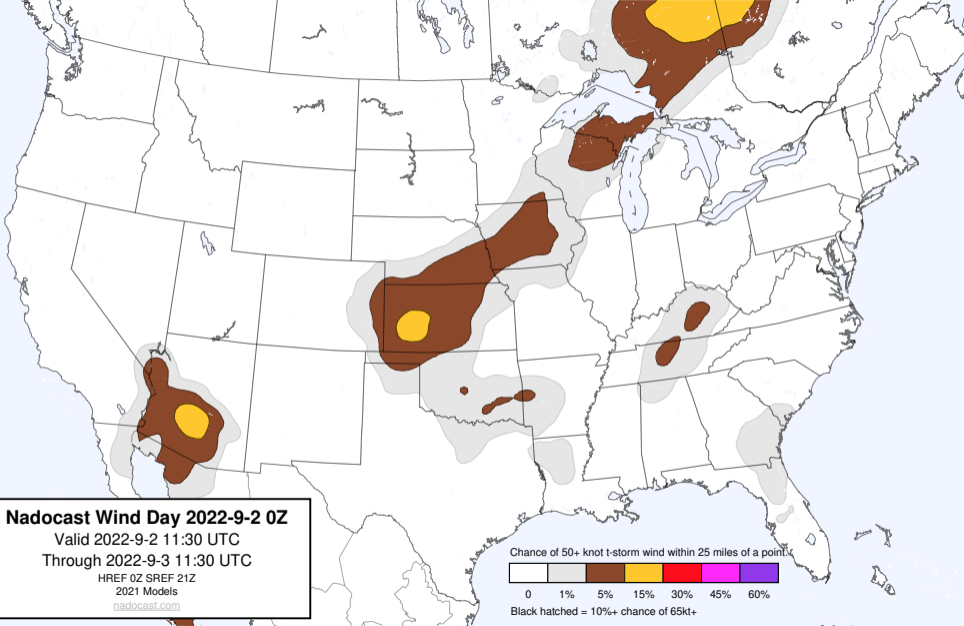 Nadocast Wind Day 2022-9-2 0Z
Valid 2022-9-2 11:30 UTC
Through 2022-9-3 11:30 UTC
HREF 0Z SREF 21Z
2021 Models
nadocast.com
Chance of 50+ knot t-storm wind within 25 miles of a point.
0 1% 5% 15% 30% 45% 60%
Black hatched = 10%+ chance of 65kt+